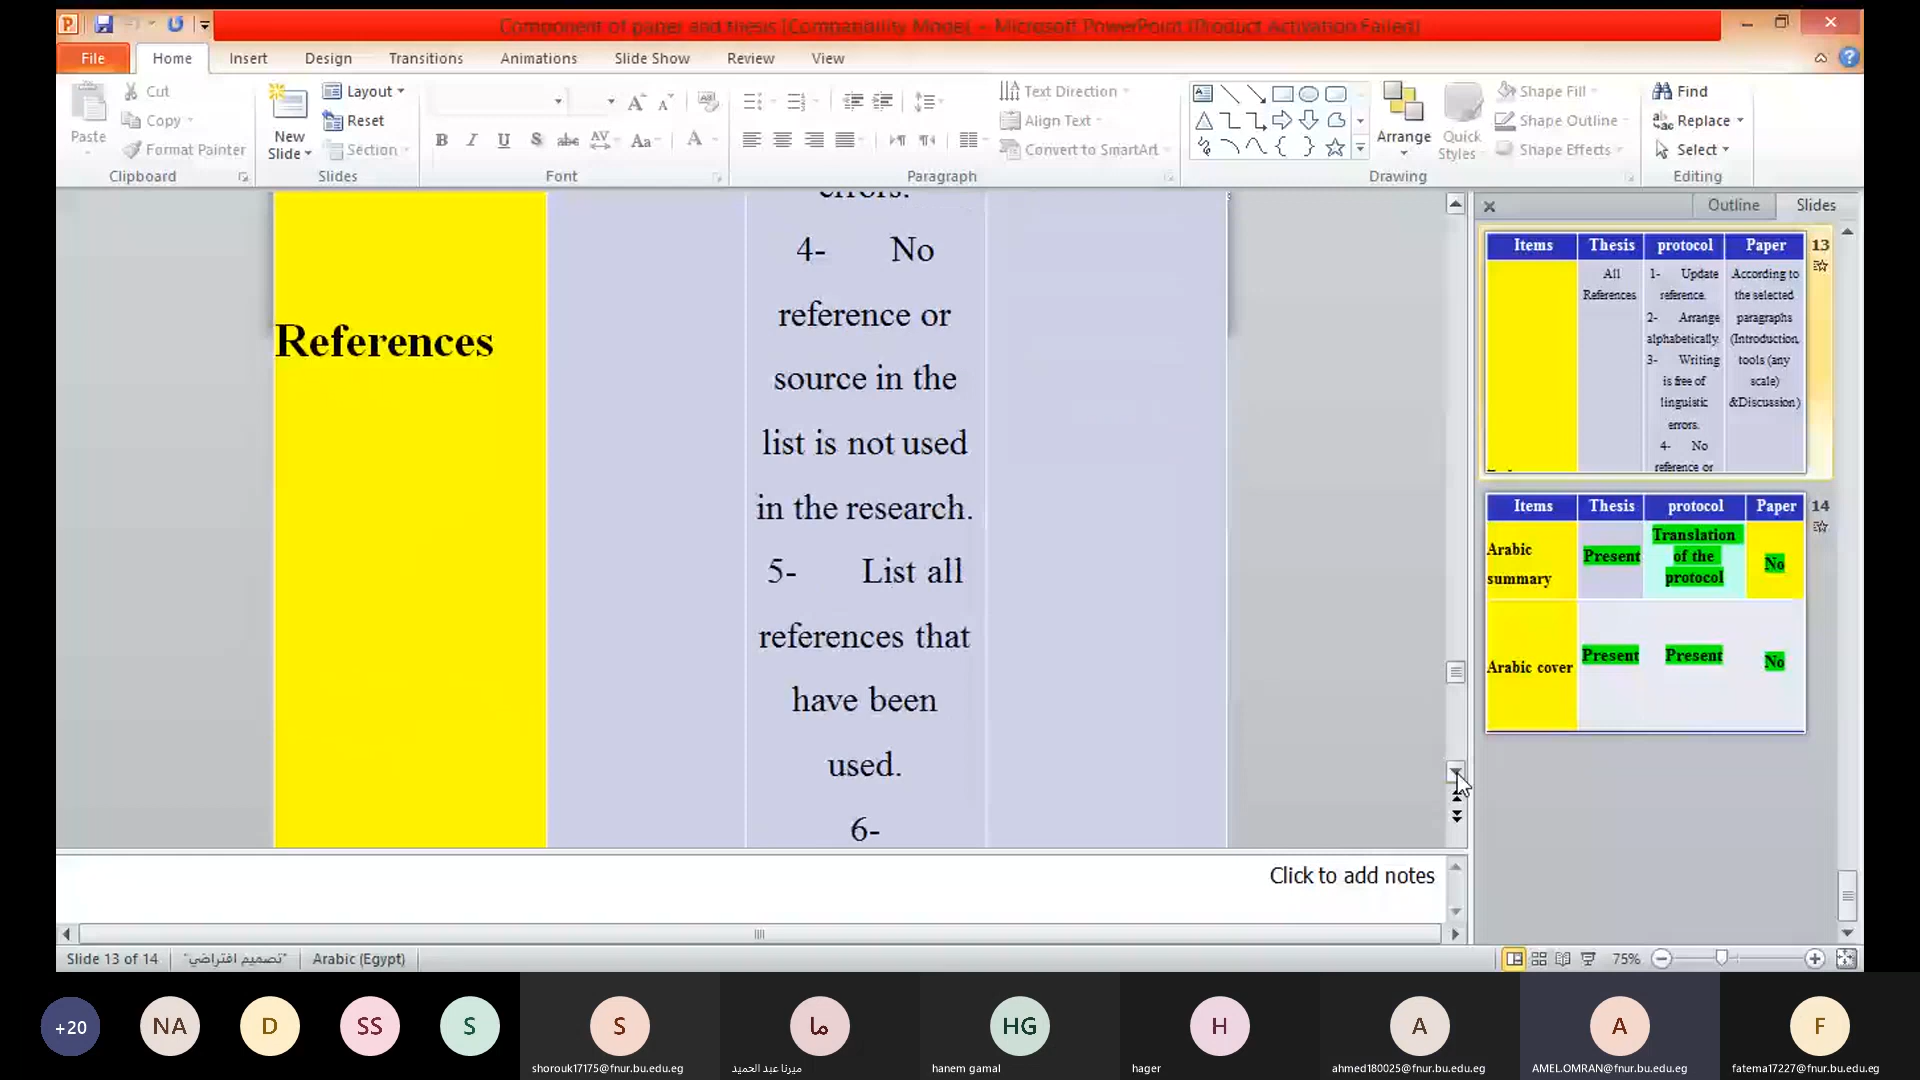 Component of paper and thesis [Compatibility Mode] - Microsoft PowerPoint (Product Activation Failed)
File Home Insert Design Transitions Animations Slide Show Review View
Paste
Cut
Copy
Format Painter
Clipboard
New
Slide
Layout
Reset
Section
Slides
B I U S abc AV Aa A
Font
Text Direction
Align Text
Convert to SmartArt
Paragraph
Arrange
Quick
Styles
Shape Fill
Shape Outline
Shape Effects
Drawing
Find
Replace
Select
Editing
References
errors.
4- No
reference or
source in the
list is not used
in the research.
5- List all
references that
have been
used.
6-
Outline Slides
13
Items Thesis protocol Paper
All
References
1- Update
reference.
2- Arrange
alphabetically.
3- Writing
is free of
linguistic
errors.
4- No
reference or
According to
the selected
paragraphs
(Introduction,
tools (any
scale)
&Discussion)
14
Items Thesis protocol Paper
Arabic
summary
Present
Translation
of the
protocol
No
Arabic cover
Present
Present
No
Click to add notes
Slide 13 of 14
"تصميم افتراضي"
Arabic (Egypt)
75%
+20
NA
D
SS
S
S
shorouk17175@fnur.bu.edu.eg
ما
ميرنا عبد الحميد
HG
hanem gamal
H
hager
A
ahmed180025@fnur.bu.edu.eg
A
AMEL.OMRAN@fnur.bu.edu.eg
F
fatema17227@fnur.bu.edu.eg